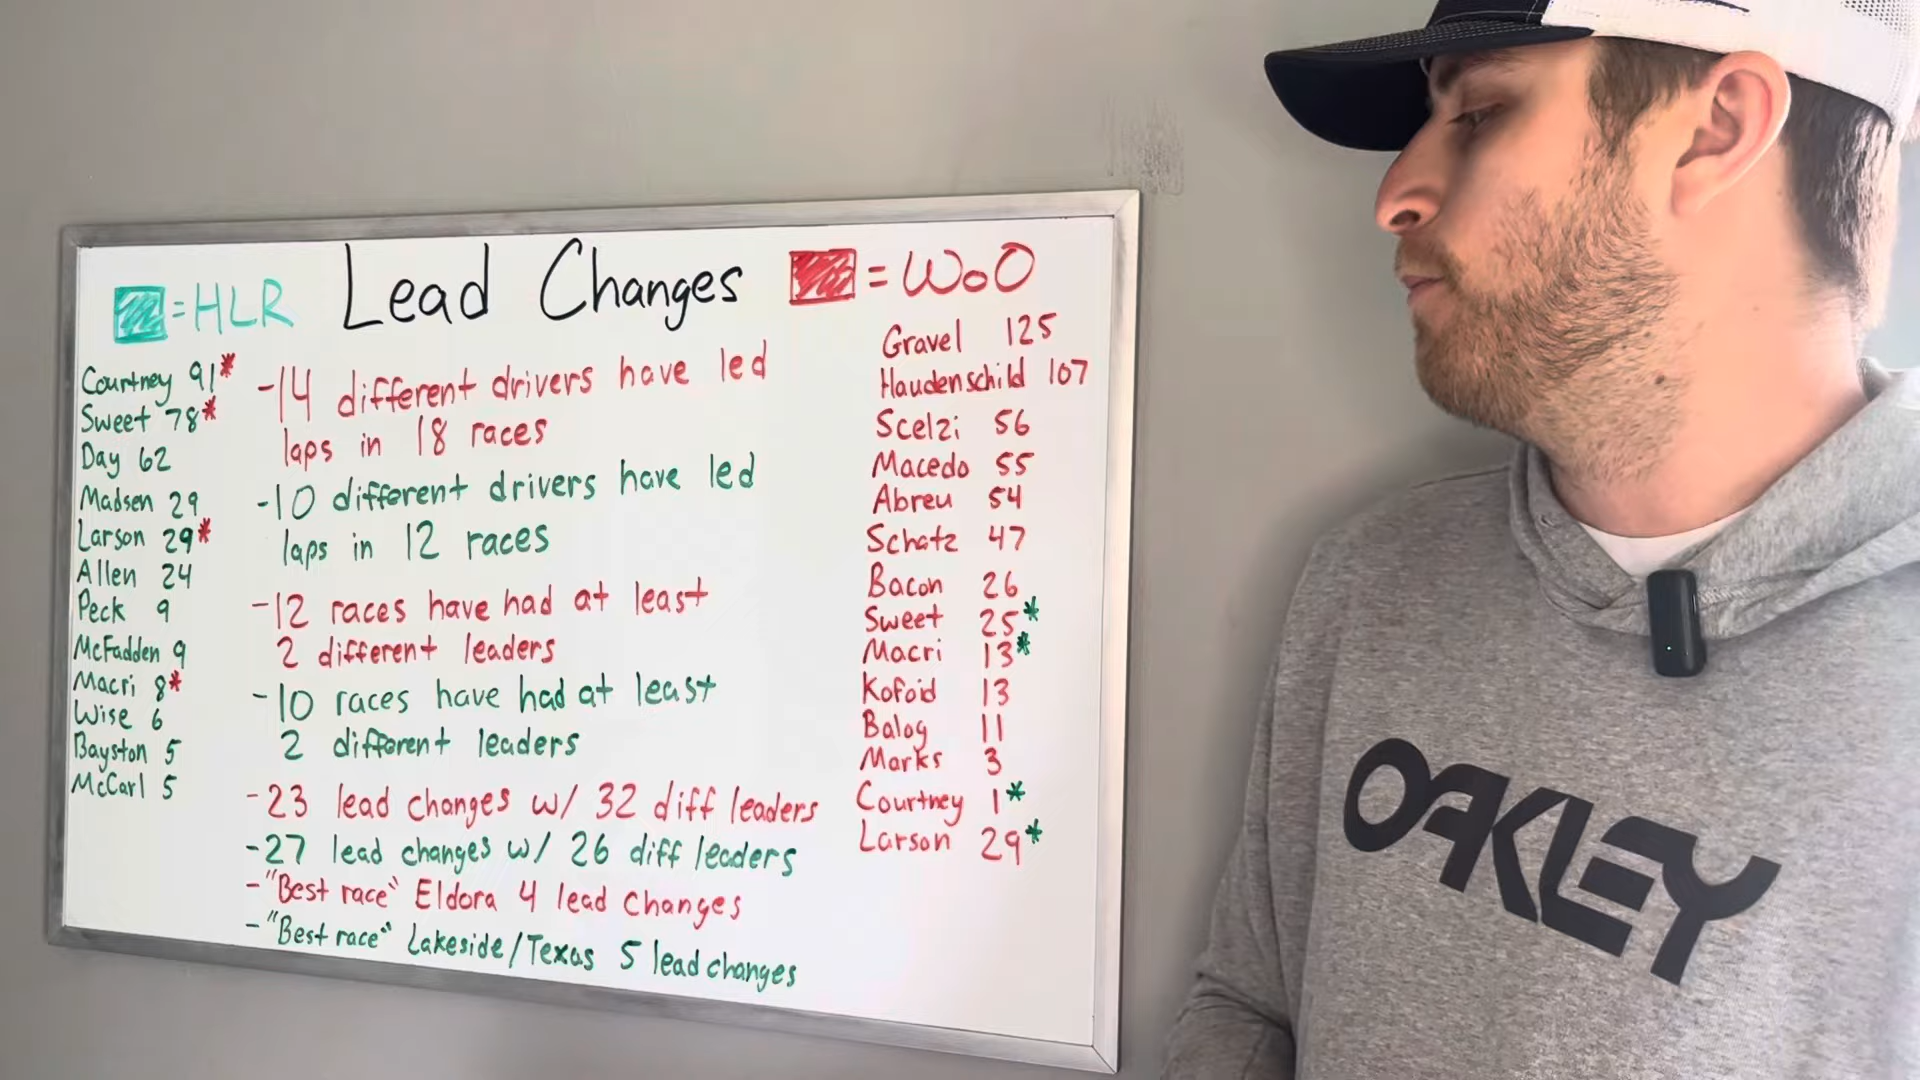 = HLR
Lead Changes
= WoO
Courtney 91*
Sweet 78*
Day 62
Madsen 29
Larson 29*
Allen 24
Peck 9
McFadden 9
Macri 8*
Wise 6
Bayston 5
McCarl 5
-14 different drivers have led
laps in 18 races
-10 different drivers have led
laps in 12 races
-12 races have had at least
2 different leaders
-10 races have had at least
2 different leaders
-23 lead changes w/ 32 diff leaders
-27 lead changes w/ 26 diff leaders
-"Best race" Eldora 4 lead changes
-"Best race" Lakeside/Texas 5 lead changes
Gravel 125
Haudenschild 107
Scelzi 56
Macedo 55
Abreu 54
Schatz 47
Bacon 26
Sweet 25*
Macri 13*
Kofoid 13
Balog 11
Marks 3
Courtney 1*
Larson 29*
OAKLEY